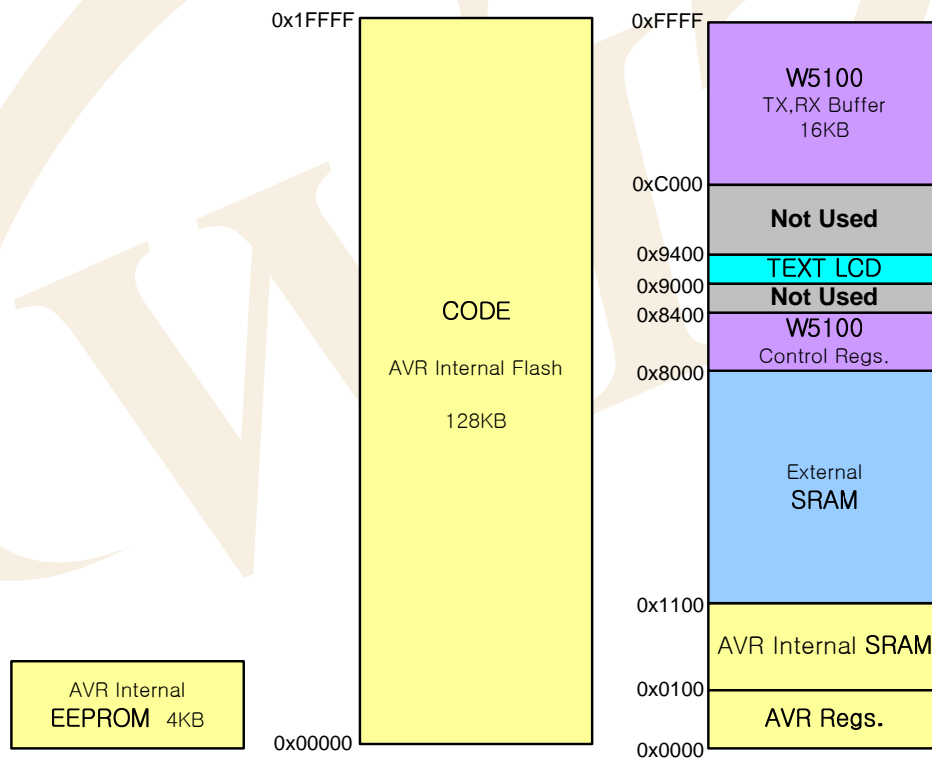 0x1FFFF
CODE
AVR Internal Flash
128KB
0x00000
AVR Internal
EEPROM 4KB
0xFFFF
W5100
TX,RX Buffer
16KB
0xC000
Not Used
0x9400
TEXT LCD
0x9000
Not Used
0x8400
W5100
Control Regs.
0x8000
External
SRAM
0x1100
AVR Internal SRAM
0x0100
AVR Regs.
0x0000